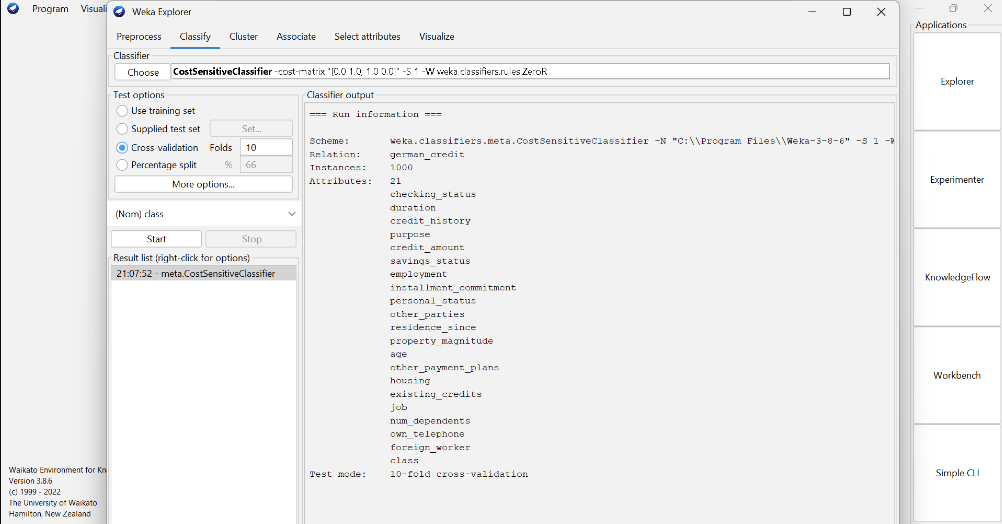 Program Visuali
Weka Explorer
Preprocess Classify Cluster Associate Select attributes Visualize
Classifier
Choose CostSensitiveClassifier -cost-matrix "[0.0 1.0; 1.0 0.0]" -S 1 -W weka.classifiers.rules.ZeroR
Test options
Use training set
Supplied test set Set...
Cross-validation Folds 10
Percentage split % 66
More options...
(Nom) class
Start Stop
Result list (right-click for options)
21:07:52 - meta.CostSensitiveClassifier
Classifier output
=== Run information ===
Scheme: weka.classifiers.meta.CostSensitiveClassifier -N "C:\\Program Files\\Weka-3-8-6" -S 1 -W
Relation: german_credit
Instances: 1000
Attributes: 21
checking_status
duration
credit_history
purpose
credit_amount
savings_status
employment
installment_commitment
personal_status
other_parties
residence_since
property_magnitude
age
other_payment_plans
housing
existing_credits
job
num_dependents
own_telephone
foreign_worker
class
Test mode: 10-fold cross-validation
Applications
Explorer
Experimenter
KnowledgeFlow
Workbench
Simple CLI
Waikato Environment for Kn
Version 3.8.6
(c) 1999 - 2022
The University of Waikato
Hamilton, New Zealand